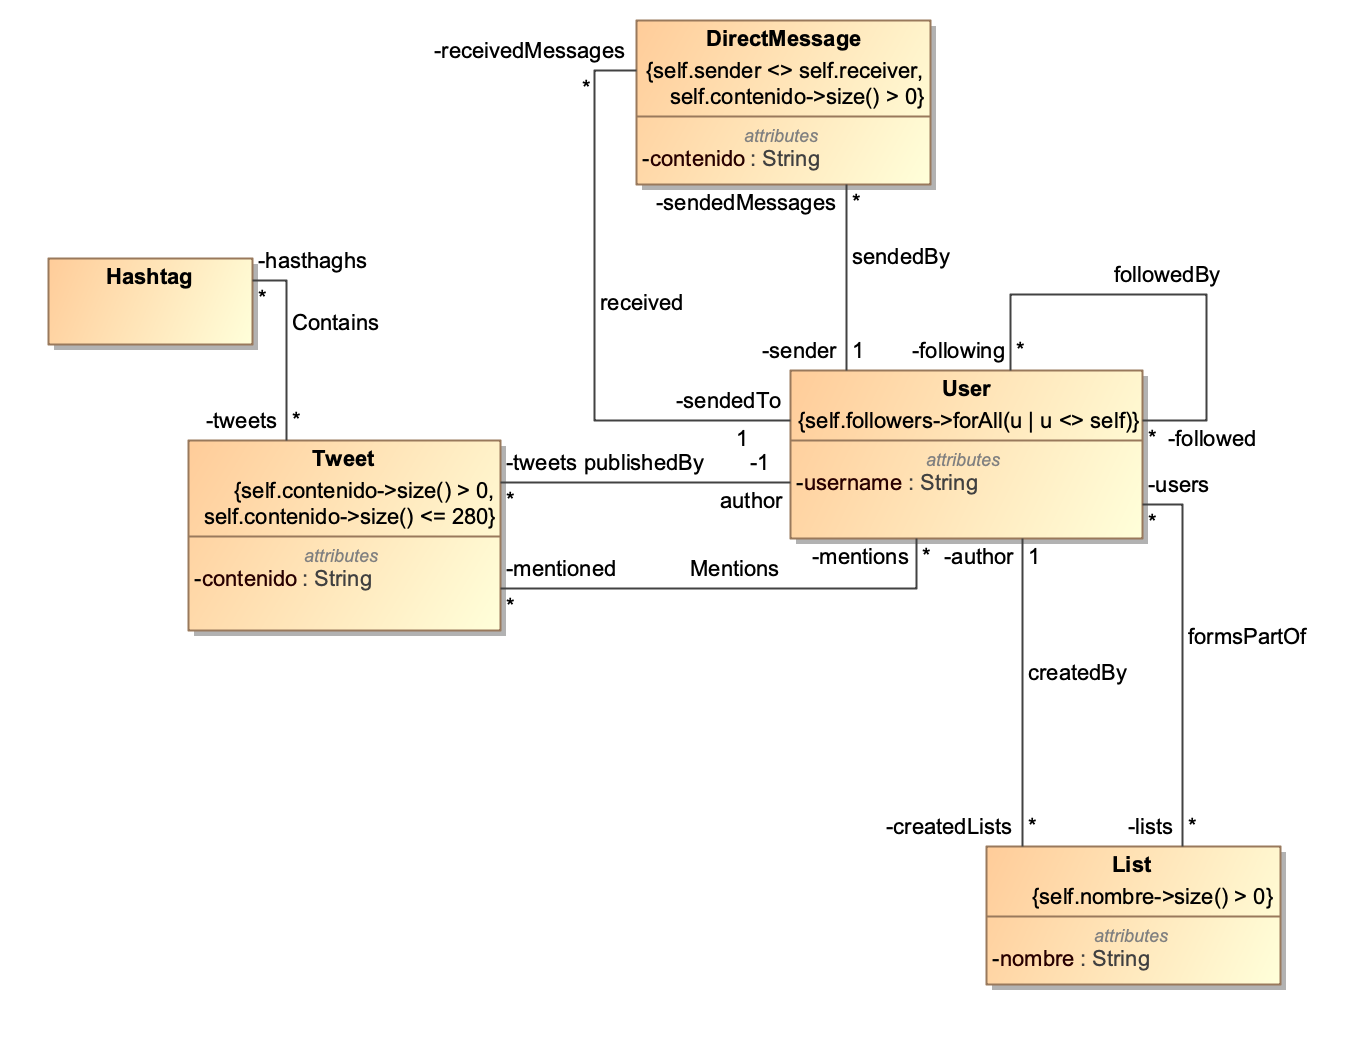 DirectMessage
{self.sender <> self.receiver,
self.contenido->size() > 0}
attributes
-contenido : String
-receivedMessages
*
-sendedMessages
*
sendedBy
received
-hasthaghs
*
Hashtag
Contains
-tweets
*
followedBy
-sender
1
-following
*
-sendedTo
1
User
{self.followers->forAll(u | u <> self)}
attributes
-username : String
*
-followed
Tweet
{self.contenido->size() > 0,
self.contenido->size() <= 280}
attributes
-contenido : String
-tweets
publishedBy
-1
*
author
-users
*
-mentioned
*
Mentions
-mentions
*
-author
1
formsPartOf
createdBy
-createdLists
*
-lists
*
List
{self.nombre->size() > 0}
attributes
-nombre : String